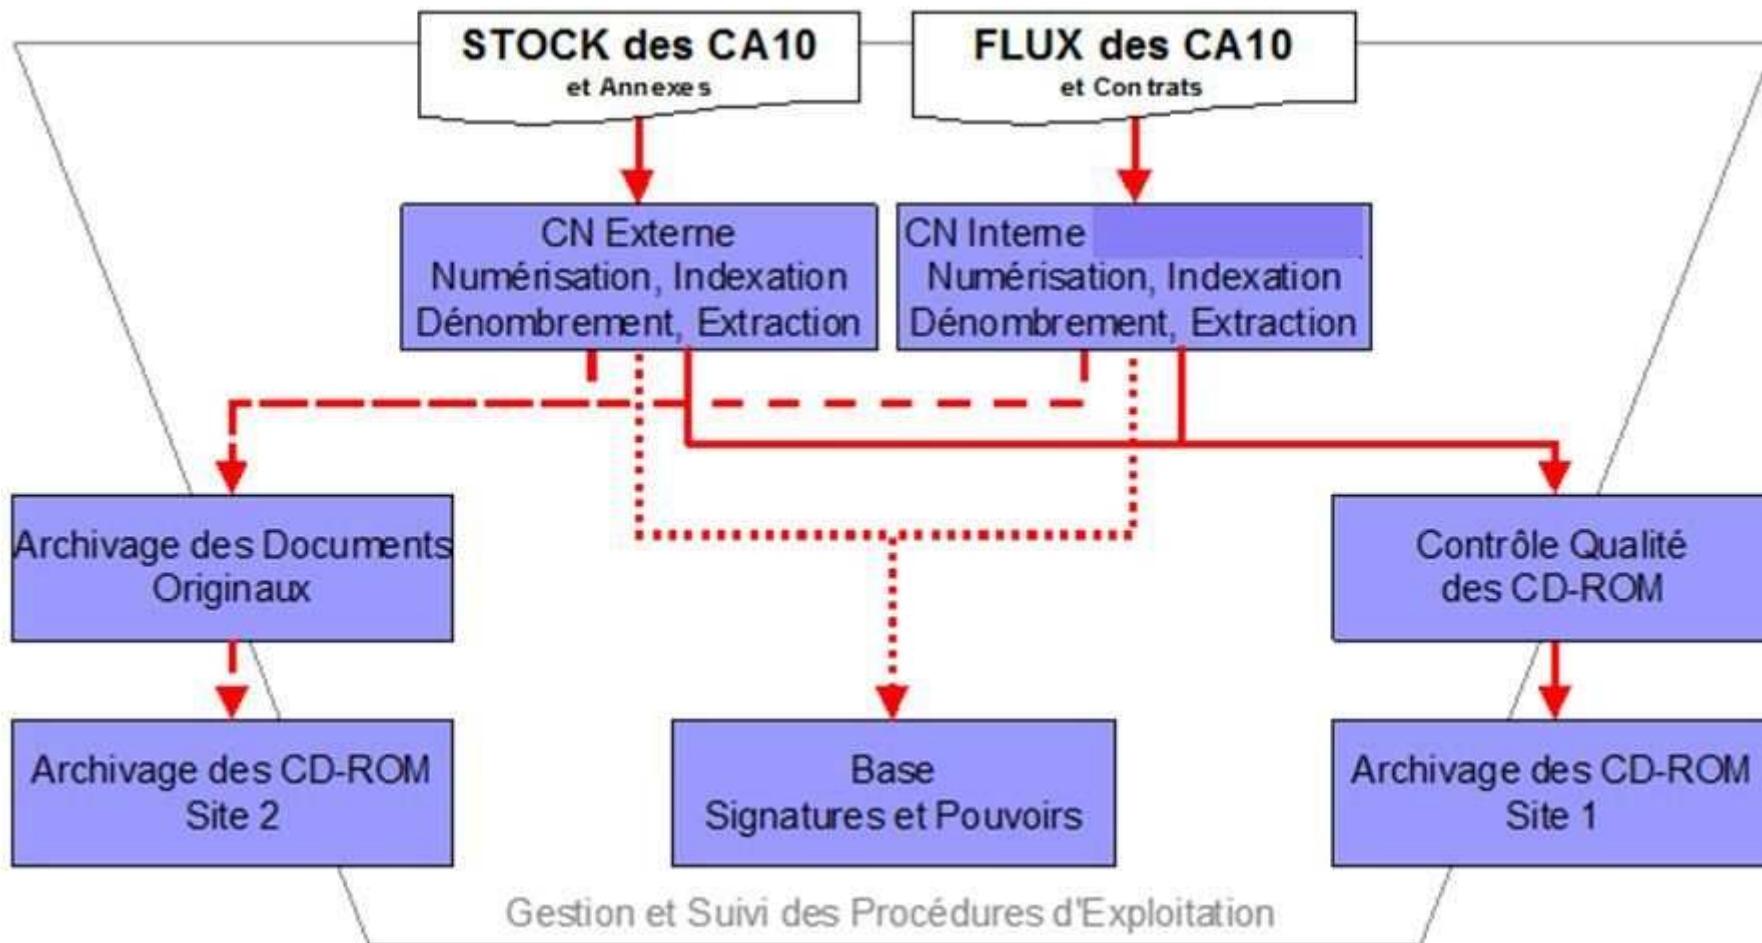 STOCK des CA10
et Annexes
FLUX des CA10
et Contrats
CN Externe
Numérisation, Indexation
Dénombrement, Extraction
CN Interne
Numérisation, Indexation
Dénombrement, Extraction
Archivage des Documents
Originaux
Contrôle Qualité
des CD-ROM
Archivage des CD-ROM
Site 2
Base
Signatures et Pouvoirs
Archivage des CD-ROM
Site 1
Gestion et Suivi des Procédures d'Exploitation